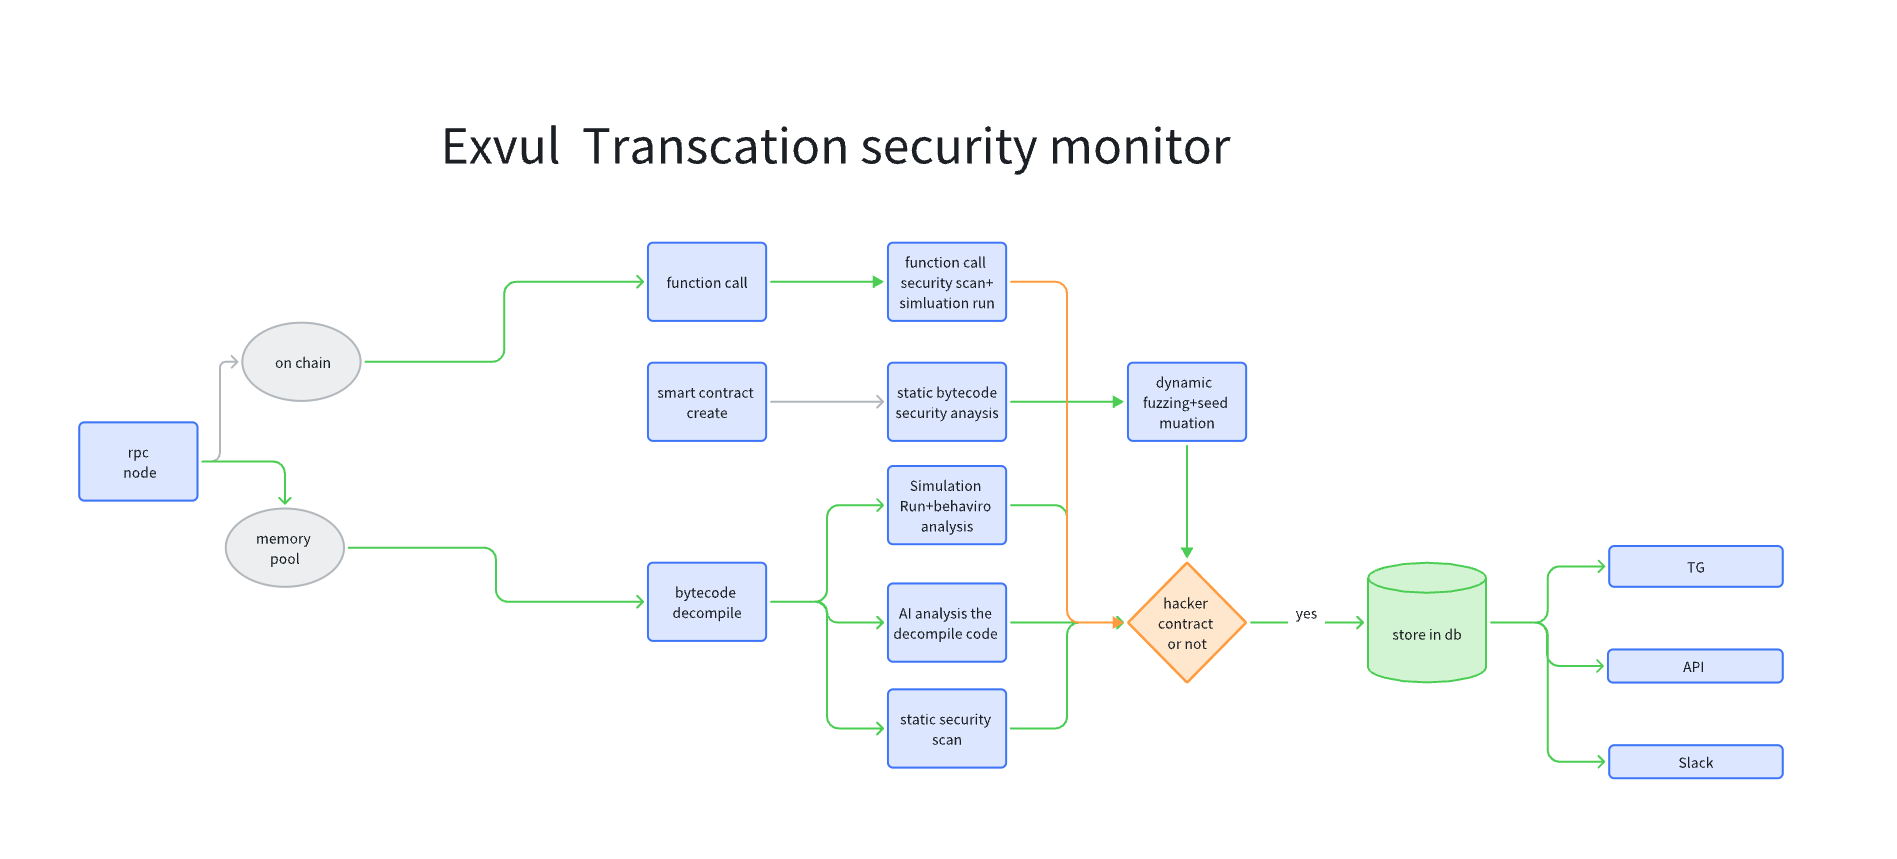 Exvul  Transcation security monitor
rpc
node
on chain
memory
pool
function call
smart contract
create
bytecode
decompile
function call
security scan+
simluation run
static bytecode
security anaysis
Simulation
Run+behaviro
analysis
AI analysis the
decompile code
static security
scan
dynamic
fuzzing+seed
muation
hacker
contract
or not
yes
store in db
TG
API
Slack